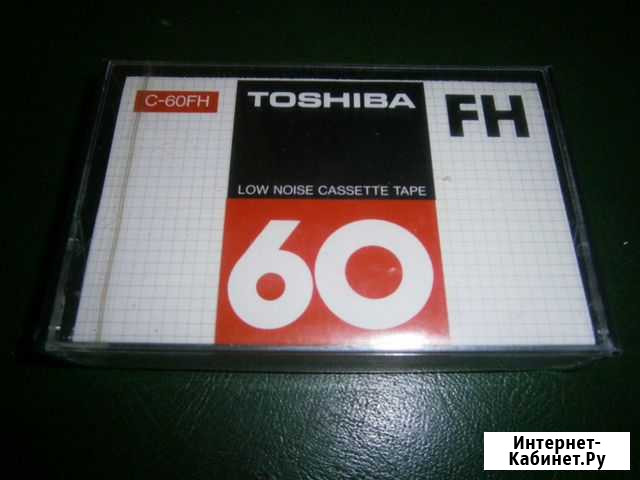 C-60FH
TOSHIBA
FH
LOW NOISE CASSETTE TAPE
60
Интернет-
Кабинет.Ру